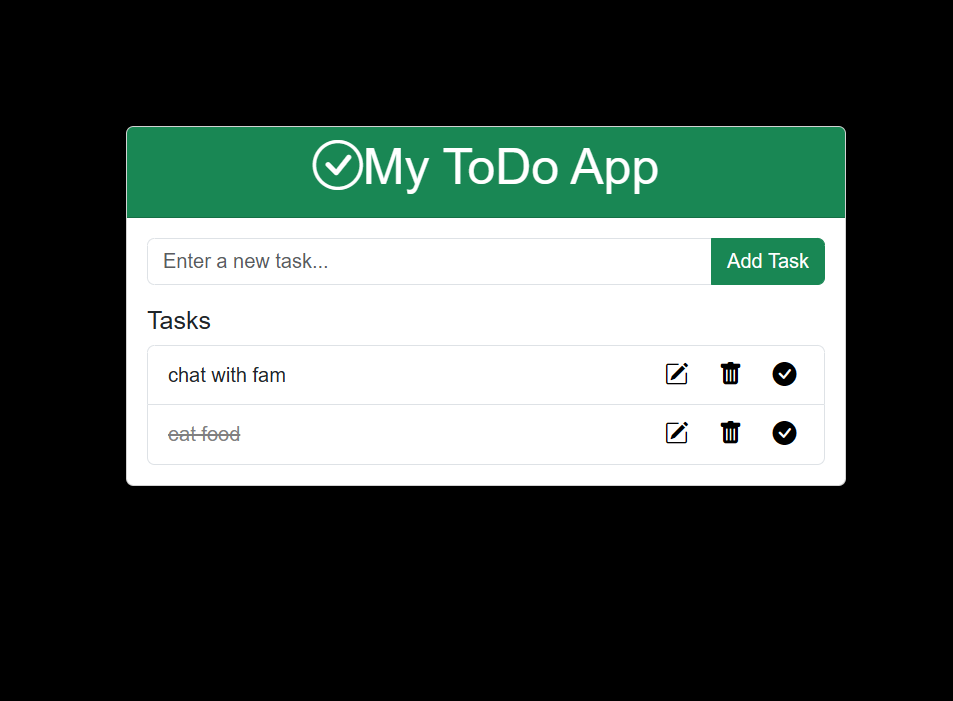 My ToDo App
Enter a new task...
Add Task
Tasks
chat with fam
eat food